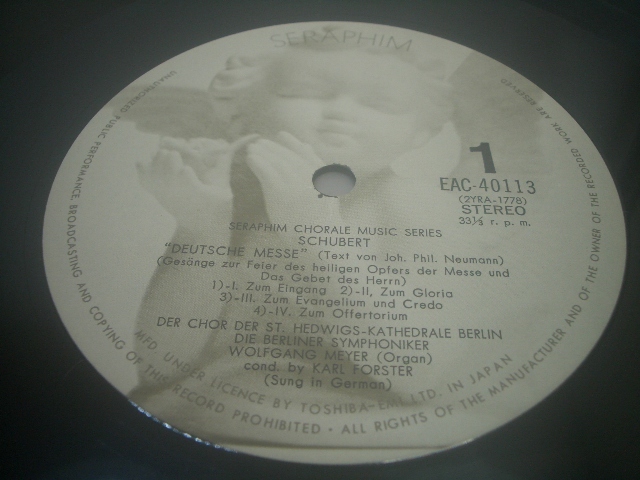 SERAPHIM
1
EAC-40113
(2YRA-1778)
STEREO
33⅓ r. p. m.
SERAPHIM CHORALE MUSIC SERIES
SCHUBERT
"DEUTSCHE MESSE" (Text von Joh. Phil. Neumann)
(Gesänge zur Feier des heiligen Opfers der Messe und
Das Gebet des Herrn)
1)-I. Zum Eingang 2)-II, Zum Gloria
3)-III. Zum Evangelium und Credo
4)-IV. Zum Offertorium
DER CHOR DER ST. HEDWIGS-KATHEDRALE BERLIN
DIE BERLINER SYMPHONIKER
WOLFGANG MEYER (Organ)
cond. by KARL FORSTER
(Sung in German)
MFD. UNDER LICENCE BY TOSHIBA-EMI LTD. IN JAPAN
UNAUTHORIZED PUBLIC PERFORMANCE, BROADCASTING AND COPYING OF THIS RECORD PROHIBITED • ALL RIGHTS OF THE MANUFACTURER AND OF THE OWNER OF THE RECORDED WORK ARE RESERVED